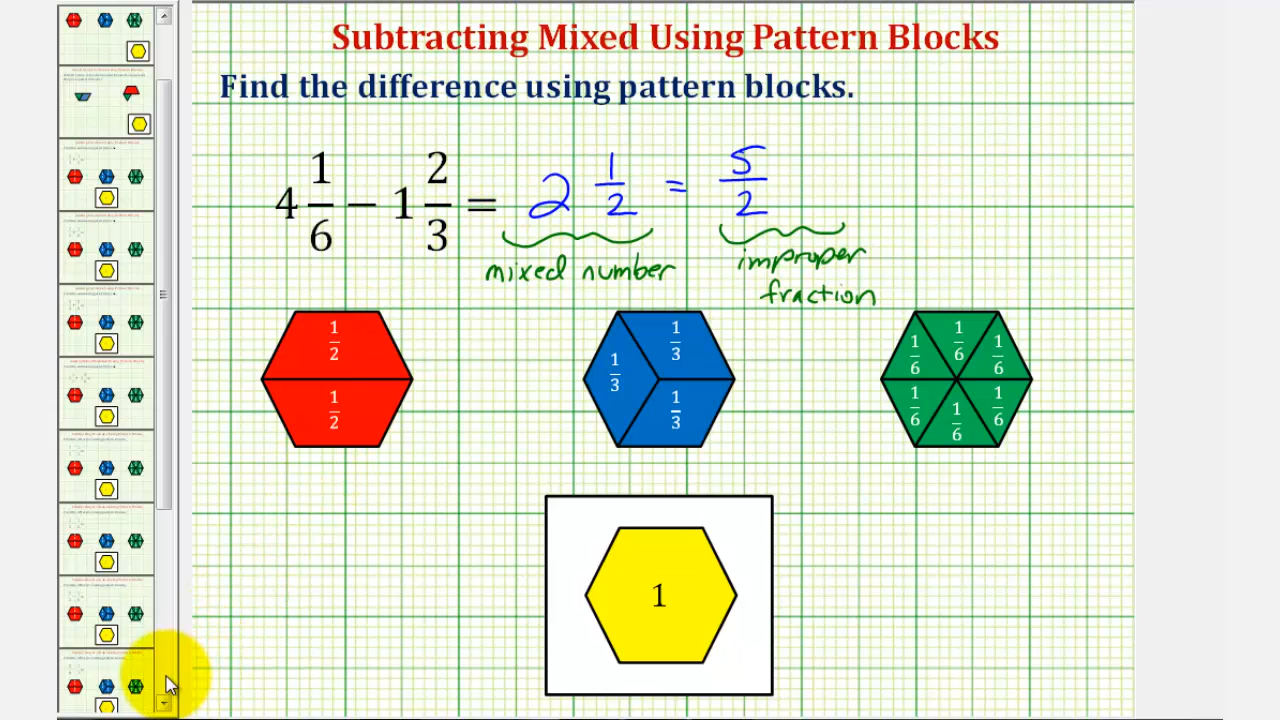 Subtracting Mixed Using Pattern Blocks
Find the difference using pattern blocks.
4 1/6 − 1 2/3 = 2 1/2 = 5/2
mixed number
improper
fraction
1/2
1/2
1/3
1/3
1/3
1/6
1/6
1/6
1/6
1/6
1/6
1